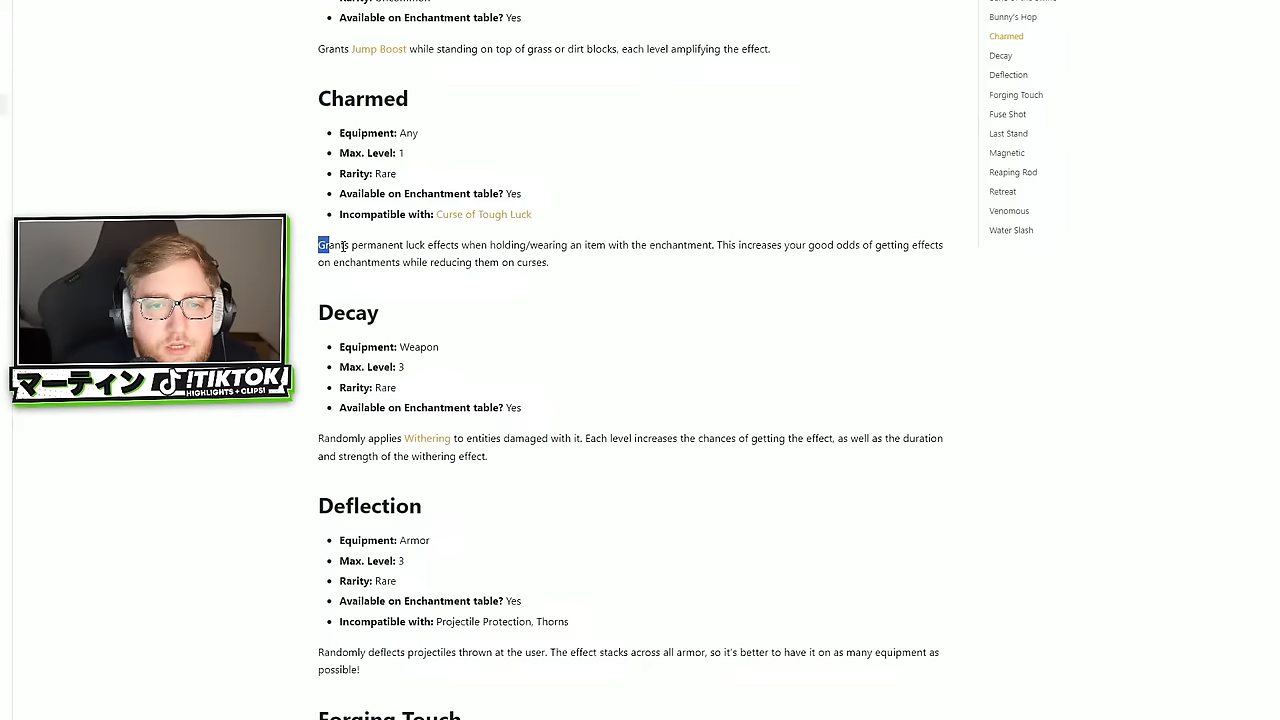 Available on Enchantment table? Yes
Grants Jump Boost while standing on top of grass or dirt blocks, each level amplifying the effect.
Charmed
Equipment: Any
Max. Level: 1
Rarity: Rare
Available on Enchantment table? Yes
Incompatible with: Curse of Tough Luck
Grants permanent luck effects when holding/wearing an item with the enchantment. This increases your good odds of getting effects
on enchantments while reducing them on curses.
Decay
Equipment: Weapon
Max. Level: 3
Rarity: Rare
Available on Enchantment table? Yes
Randomly applies Withering to entities damaged with it. Each level increases the chances of getting the effect, as well as the duration
and strength of the withering effect.
Deflection
Equipment: Armor
Max. Level: 3
Rarity: Rare
Available on Enchantment table? Yes
Incompatible with: Projectile Protection, Thorns
Randomly deflects projectiles thrown at the user. The effect stacks across all armor, so it's better to have it on as many equipment as
possible!
Forging Touch
Bunny's Hop
Charmed
Decay
Deflection
Forging Touch
Fuse Shot
Last Stand
Magnetic
Reaping Rod
Retreat
Venomous
Water Slash
マーティン !TIKTOK
HIGHLIGHTS + CLIPS!